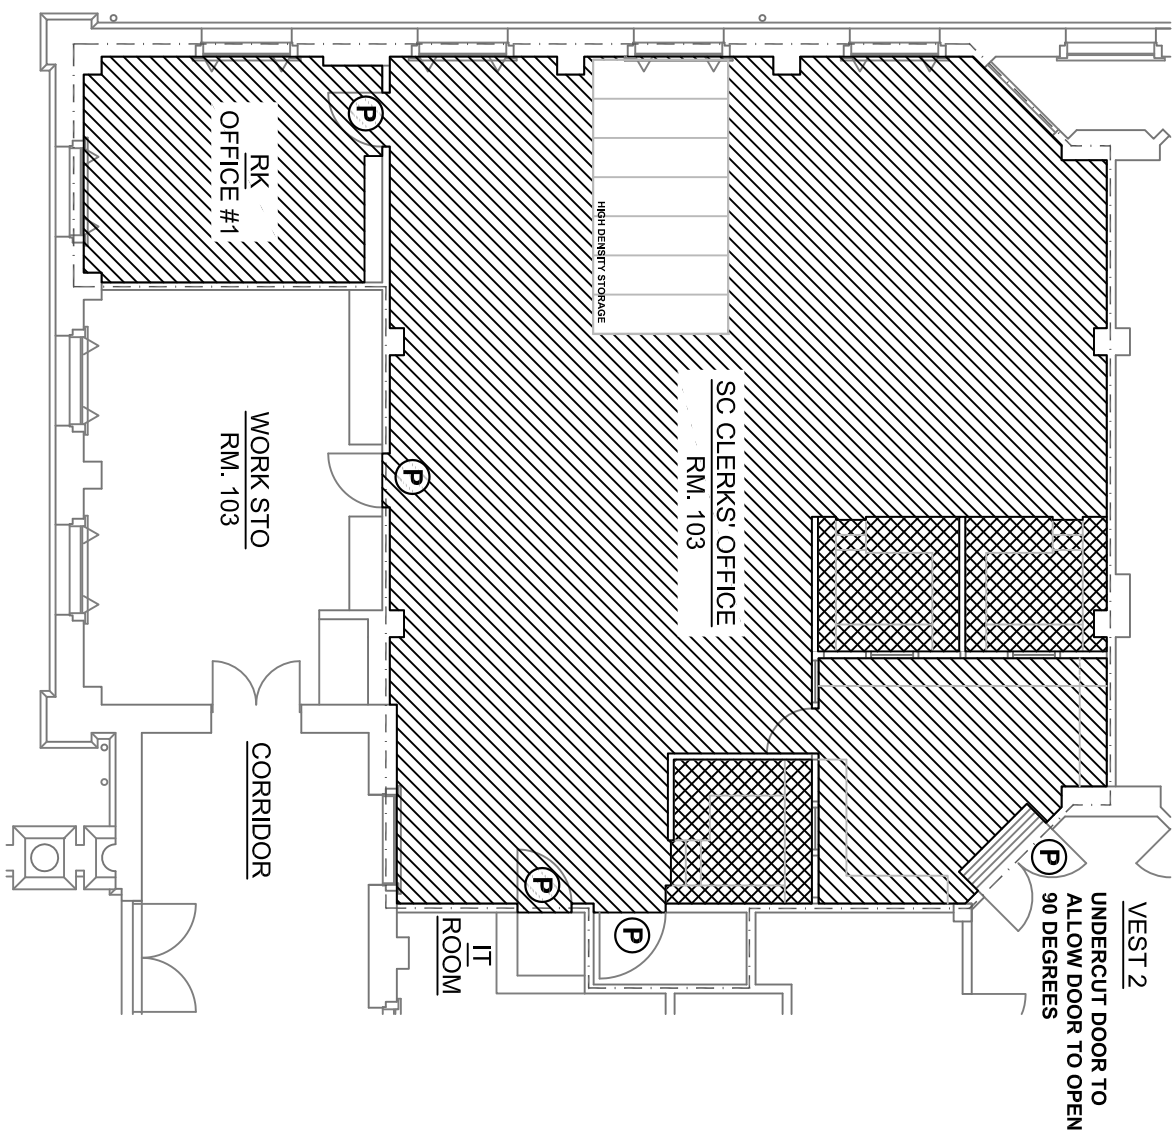 VEST 2
UNDERCUT DOOR TO
ALLOW DOOR TO OPEN
90 DEGREES
P
SC CLERKS' OFFICE
RM. 103
HIGH DENSITY STORAGE
P
P
IT
ROOM
P
P
RK
OFFICE #1
WORK STO
RM. 103
CORRIDOR